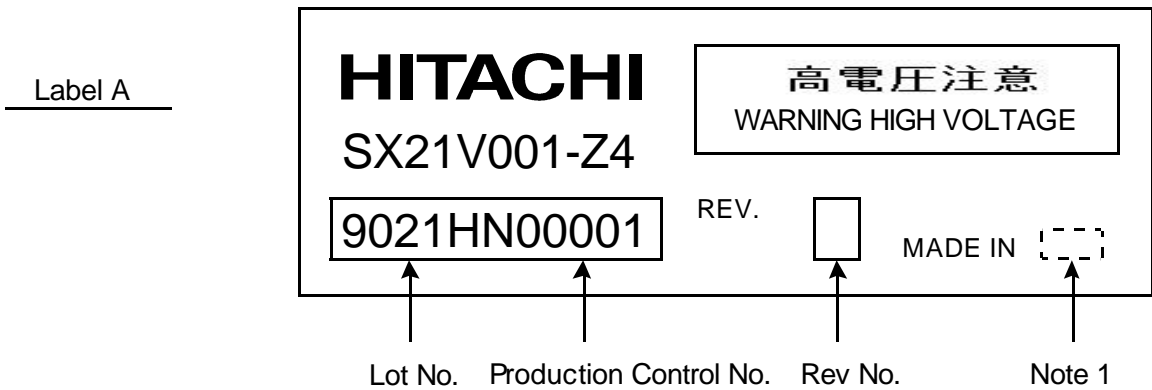 Label A
HITACHI
SX21V001-Z4
9021HN00001
高電圧注意
WARNING HIGH VOLTAGE
REV.
MADE IN
Lot No.
Production Control No.
Rev No.
Note 1